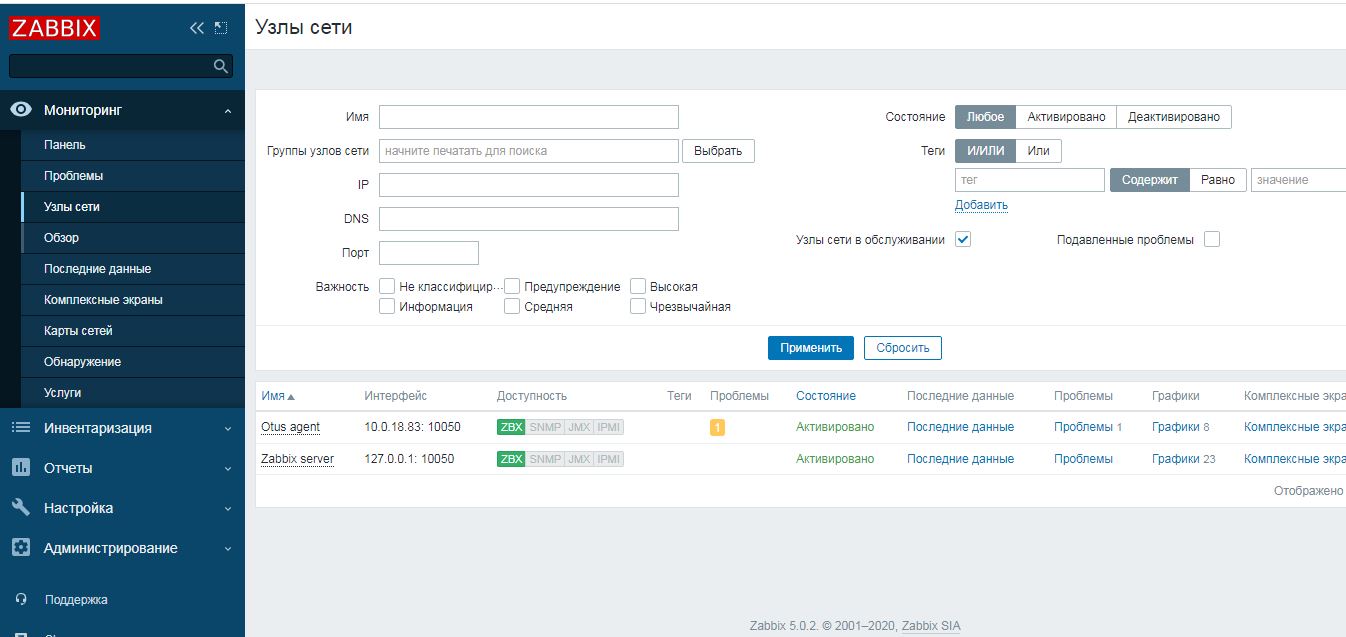 ZABBIX
Узлы сети
Мониторинг
Панель
Проблемы
Узлы сети
Обзор
Последние данные
Комплексные экраны
Карты сетей
Обнаружение
Услуги
Инвентаризация
Отчеты
Настройка
Администрирование
Поддержка
Имя
Группы узлов сети начните печатать для поиска Выбрать
IP
DNS
Порт
Важность Не классифицир... Предупреждение Высокая
Информация Средняя Чрезвычайная
Состояние Любое Активировано Деактивировано
Теги И/ИЛИ Или
тег Содержит Равно значение
Добавить
Узлы сети в обслуживании Подавленные проблемы
Применить Сбросить
Имя Интерфейс Доступность Теги Проблемы Состояние Последние данные Проблемы Графики Комплексные экра
Otus agent 10.0.18.83: 10050 ZBX SNMP JMX IPMI 1 Активировано Последние данные Проблемы 1 Графики 8 Комплексные экра
Zabbix server 127.0.0.1: 10050 ZBX SNMP JMX IPMI Активировано Последние данные Проблемы Графики 23 Комплексные экра
Отображено
Zabbix 5.0.2. © 2001–2020, Zabbix SIA